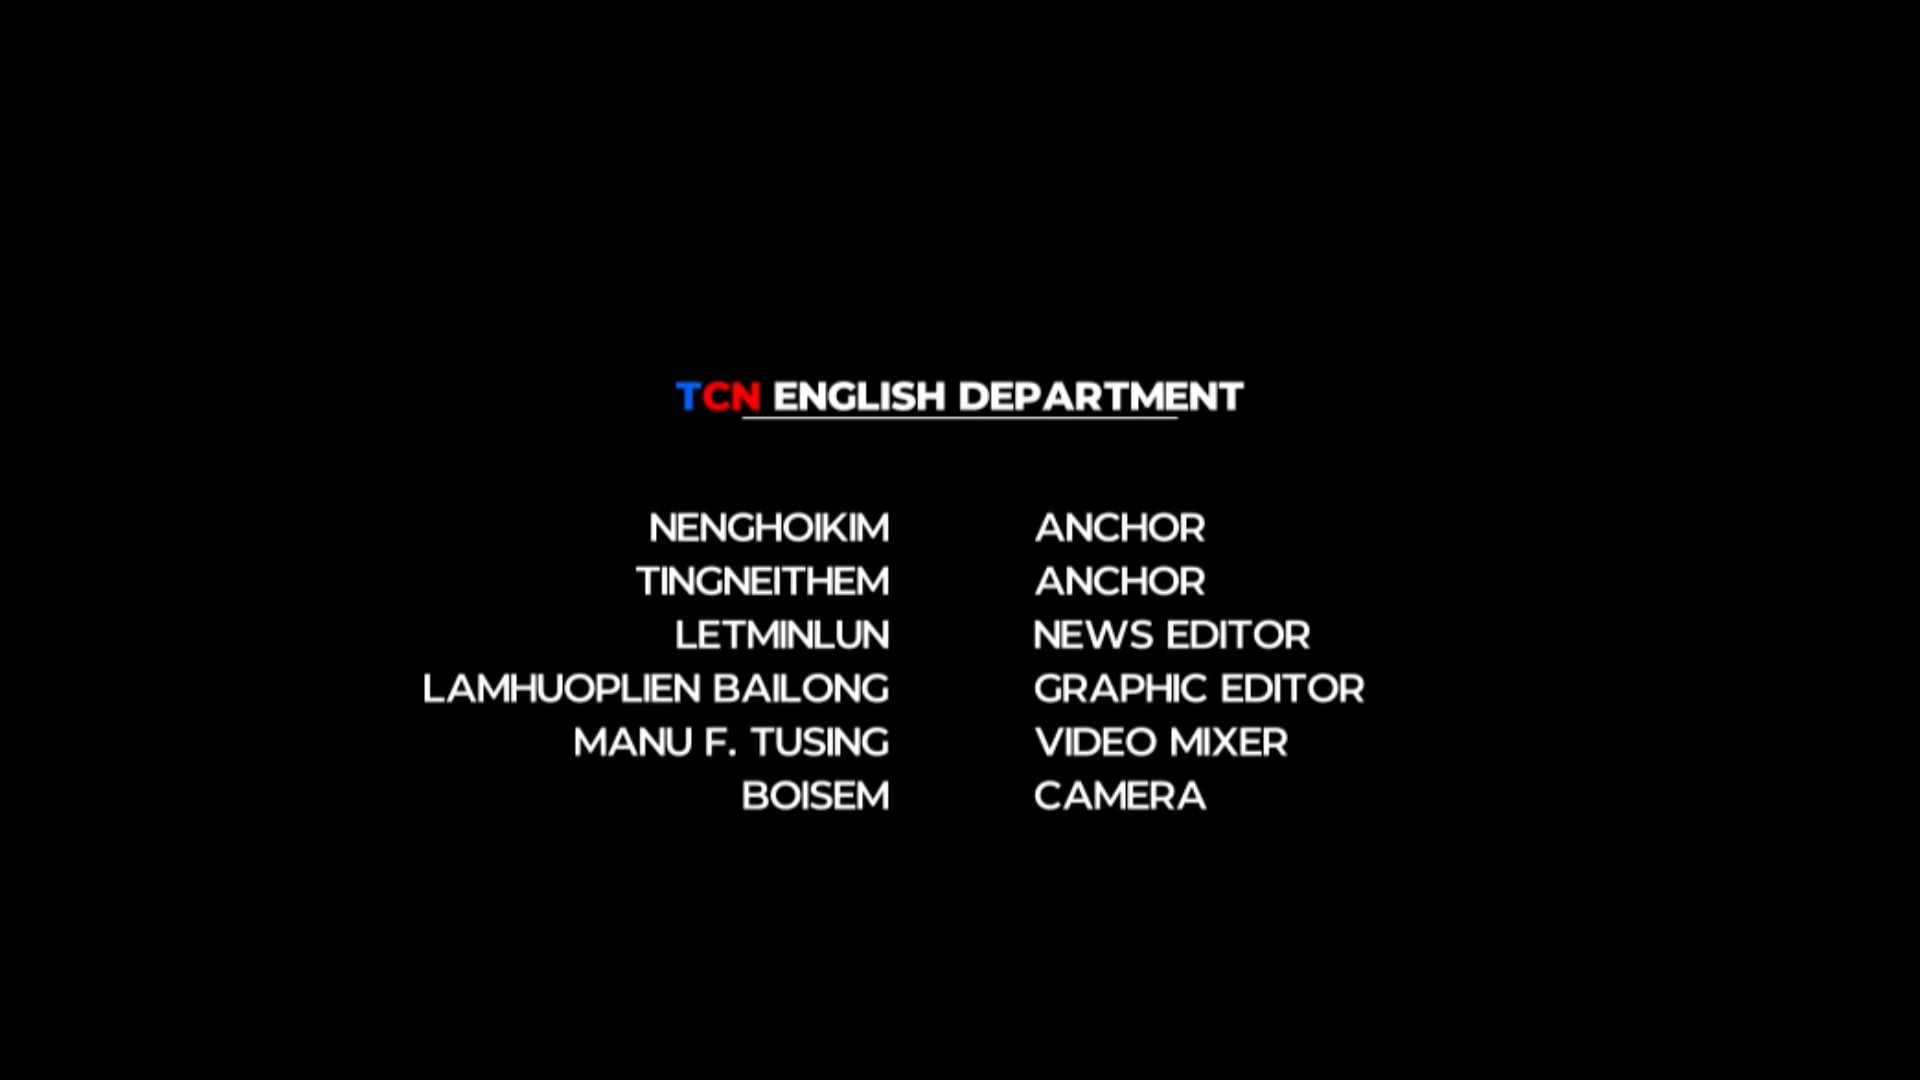 TCN ENGLISH DEPARTMENT
NENGHOIKIM ANCHOR
TINGNEITHEM ANCHOR
LETMINLUN NEWS EDITOR
LAMHUOPLIEN BAILONG GRAPHIC EDITOR
MANU F. TUSING VIDEO MIXER
BOISEM CAMERA